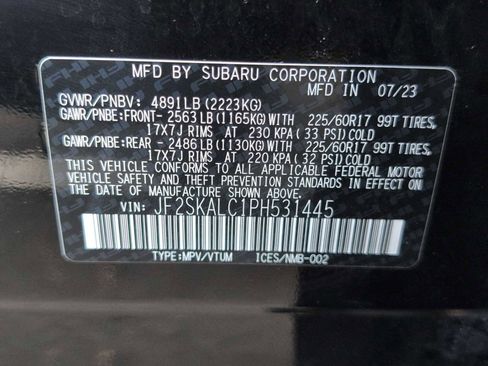 MFD BY SUBARU CORPORATION IN 07/23
GVWR/PNBV: 4891LB(2223KG)
GAWR/PNBE:FRONT- 2563LB(1165KG)WITH 225/60R17 99T TIRES,
17X7J RIMS AT 230 KPA( 33 PSI)COLD
GAWR/PNBE:REAR - 2486LB(1130KG)WITH 225/60R17 99T TIRES,
17X7J RIMS AT 220 KPA( 32 PSI)COLD
THIS VEHICLE CONFORMS TO ALL APPLICABLE FEDERAL MOTOR
VEHICLE SAFETY AND THEFT PREVENTION STANDARDS IN EFFECT ON
THE DATE OF MANUFACTURE SHOWN ABOVE.
VIN: JF2SKALC1PH531445
TYPE:MPV/VTUM ICES/NMB-002